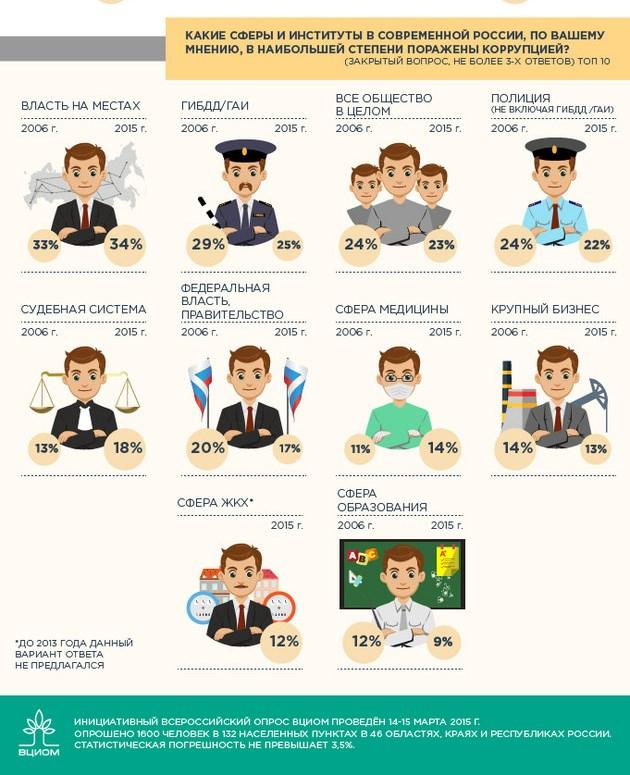 КАКИЕ СФЕРЫ И ИНСТИТУТЫ В СОВРЕМЕННОЙ РОССИИ, ПО ВАШЕМУ
МНЕНИЮ, В НАИБОЛЬШЕЙ СТЕПЕНИ ПОРАЖЕНЫ КОРРУПЦИЕЙ?
(ЗАКРЫТЫЙ ВОПРОС, НЕ БОЛЕЕ 3-Х ОТВЕТОВ) ТОП 10
ВЛАСТЬ НА МЕСТАХ
2006 г. 2015 г.
33% 34%
ГИБДД/ГАИ
2006 г. 2015 г.
29% 25%
ВСЕ ОБЩЕСТВО
В ЦЕЛОМ
2006 г. 2015 г.
24% 23%
ПОЛИЦИЯ
(НЕ ВКЛЮЧАЯ ГИБДД /ГАИ)
2006 г. 2015 г.
24% 22%
СУДЕБНАЯ СИСТЕМА
2006 г. 2015 г.
13% 18%
ФЕДЕРАЛЬНАЯ
ВЛАСТЬ,
ПРАВИТЕЛЬСТВО
2006 г. 2015 г.
20% 17%
СФЕРА МЕДИЦИНЫ
2006 г. 2015 г.
11% 14%
КРУПНЫЙ БИЗНЕС
2006 г. 2015 г.
14% 13%
СФЕРА ЖКХ*
2015 г.
12%
СФЕРА
ОБРАЗОВАНИЯ
2006 г. 2015 г.
A B C
12% 9%
*ДО 2013 ГОДА ДАННЫЙ
ВАРИАНТ ОТВЕТА
НЕ ПРЕДЛАГАЛСЯ
ВЦИОМ
ИНИЦИАТИВНЫЙ ВСЕРОССИЙСКИЙ ОПРОС ВЦИОМ ПРОВЕДЁН 14-15 МАРТА 2015 Г.
ОПРОШЕНО 1600 ЧЕЛОВЕК В 132 НАСЕЛЕННЫХ ПУНКТАХ В 46 ОБЛАСТЯХ, КРАЯХ И РЕСПУБЛИКАХ РОССИИ.
СТАТИСТИЧЕСКАЯ ПОГРЕШНОСТЬ НЕ ПРЕВЫШАЕТ 3,5%.